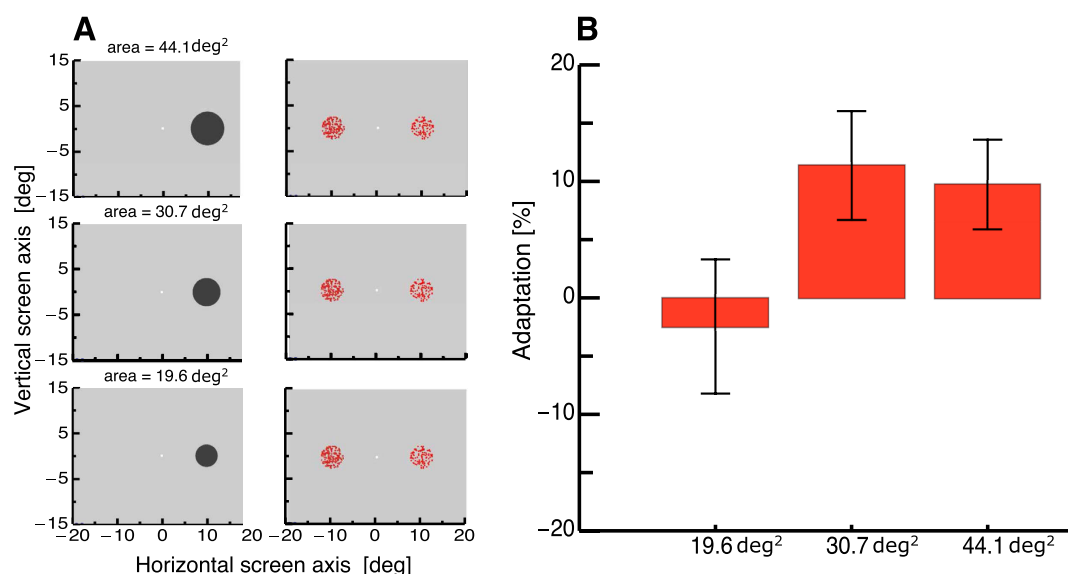 A
area = 44.1 deg²
15
5
−5
−15
area = 30.7 deg²
15
5
−5
−15
area = 19.6 deg²
15
5
−5
−15
−20 −10 0 10 20
−20 −10 0 10 20
Vertical screen axis [deg]
Horizontal screen axis [deg]
B
20
10
0
−10
−20
Adaptation [%]
19.6 deg² 30.7 deg² 44.1 deg²